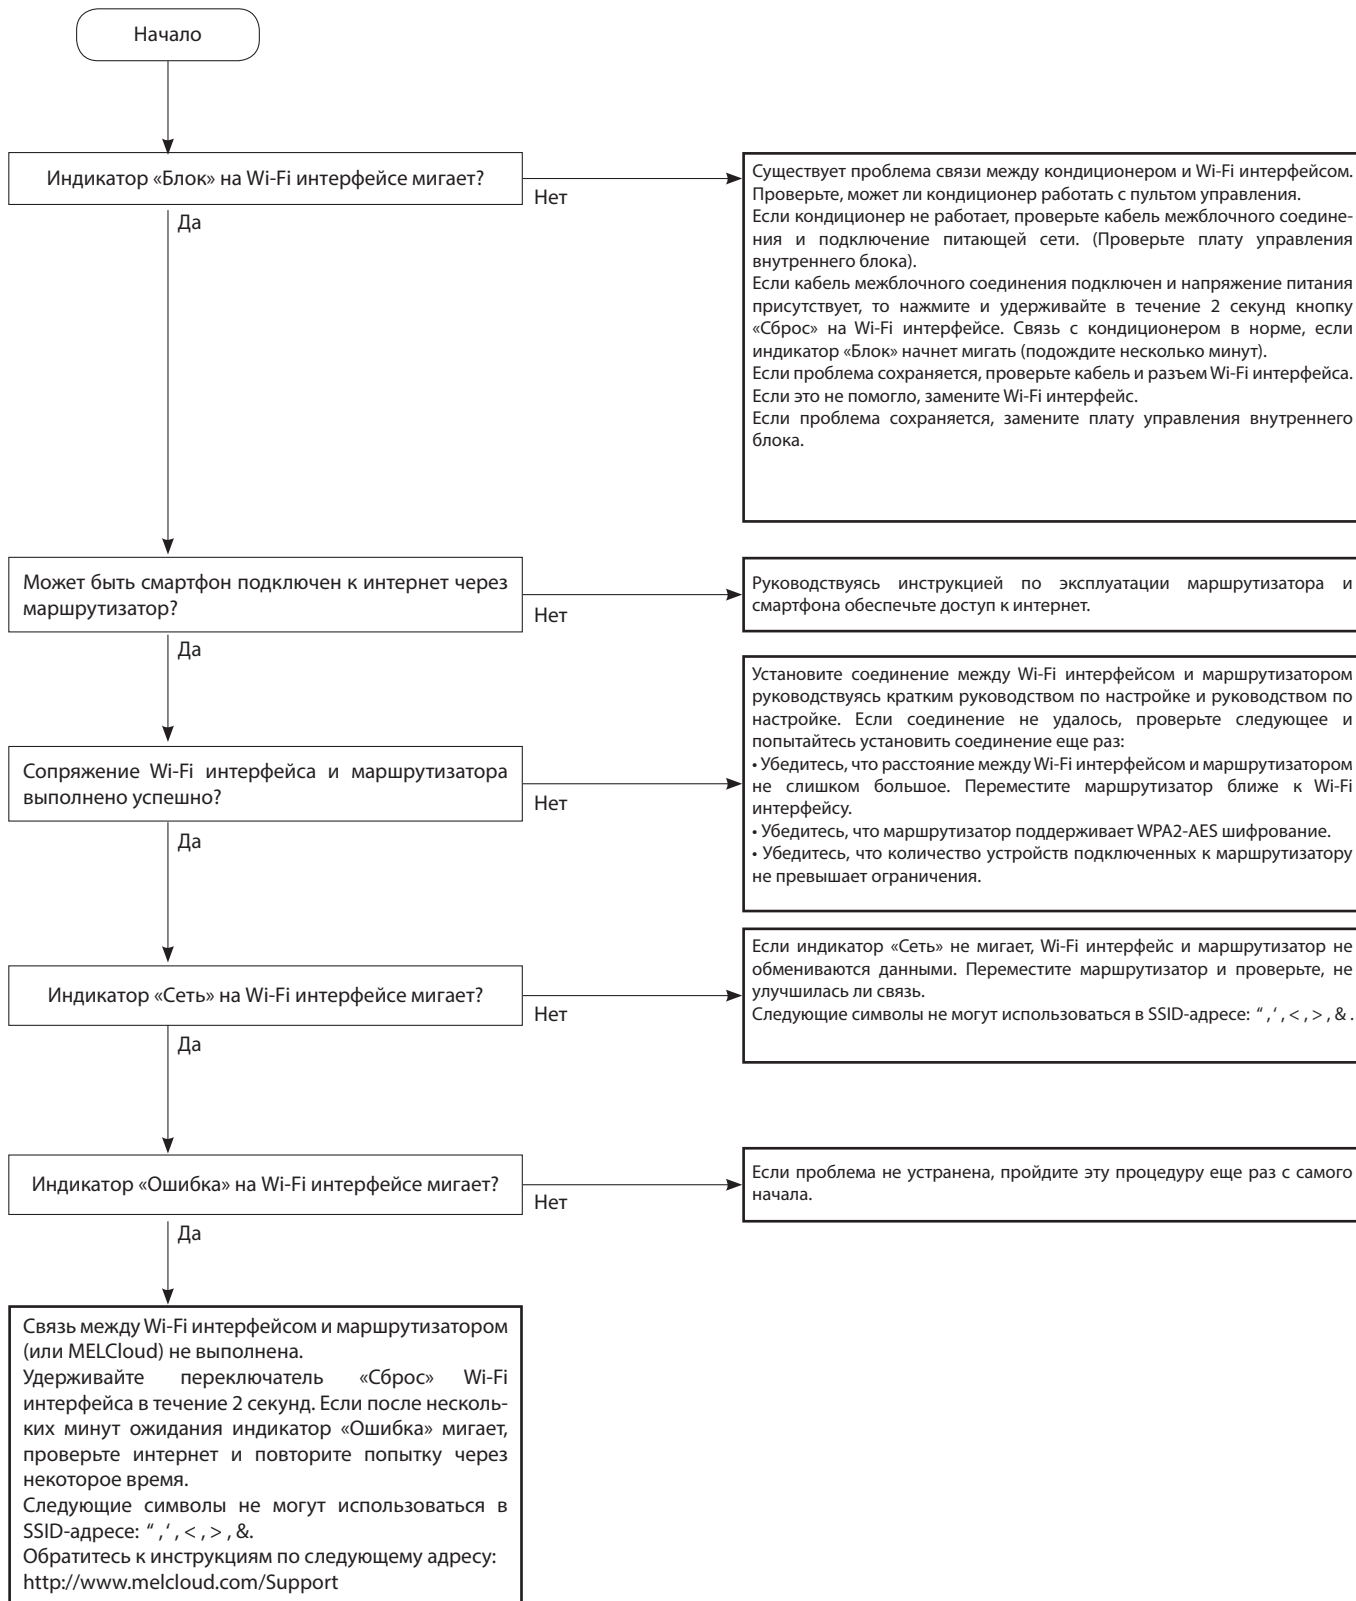 Начало
Индикатор «Блок» на Wi-Fi интерфейсе мигает?
Нет
Да
Существует проблема связи между кондиционером и Wi-Fi интерфейсом.
Проверьте, может ли кондиционер работать с пультом управления.
Если кондиционер не работает, проверьте кабель межблочного соедине-
ния и подключение питающей сети. (Проверьте плату управления
внутреннего блока).
Если кабель межблочного соединения подключен и напряжение питания
присутствует, то нажмите и удерживайте в течение 2 секунд кнопку
«Сброс» на Wi-Fi интерфейсе. Связь с кондиционером в норме, если
индикатор «Блок» начнет мигать (подождите несколько минут).
Если проблема сохраняется, проверьте кабель и разъем Wi-Fi интерфейса.
Если это не помогло, замените Wi-Fi интерфейс.
Если проблема сохраняется, замените плату управления внутреннего
блока.
Может быть смартфон подключен к интернет через
маршрутизатор?
Нет
Да
Руководствуясь инструкцией по эксплуатации маршрутизатора и
смартфона обеспечьте доступ к интернет.
Сопряжение Wi-Fi интерфейса и маршрутизатора
выполнено успешно?
Нет
Да
Установите соединение между Wi-Fi интерфейсом и маршрутизатором
руководствуясь кратким руководством по настройке и руководством по
настройке. Если соединение не удалось, проверьте следующее и
попытайтесь установить соединение еще раз:
• Убедитесь, что расстояние между Wi-Fi интерфейсом и маршрутизатором
не слишком большое. Переместите маршрутизатор ближе к Wi-Fi
интерфейсу.
• Убедитесь, что маршрутизатор поддерживает WPA2-AES шифрование.
• Убедитесь, что количество устройств подключенных к маршрутизатору
не превышает ограничения.
Индикатор «Сеть» на Wi-Fi интерфейсе мигает?
Нет
Да
Если индикатор «Сеть» не мигает, Wi-Fi интерфейс и маршрутизатор не
обмениваются данными. Переместите маршрутизатор и проверьте, не
улучшилась ли связь.
Следующие символы не могут использоваться в SSID-адресе: “ , ‘ , < , > , & .
Индикатор «Ошибка» на Wi-Fi интерфейсе мигает?
Нет
Да
Если проблема не устранена, пройдите эту процедуру еще раз с самого
начала.
Связь между Wi-Fi интерфейсом и маршрутизатором
(или MELCloud) не выполнена.
Удерживайте переключатель «Сброс» Wi-Fi
интерфейса в течение 2 секунд. Если после несколь-
ких минут ожидания индикатор «Ошибка» мигает,
проверьте интернет и повторите попытку через
некоторое время.
Следующие символы не могут использоваться в
SSID-адресе: “ , ‘ , < , > , &.
Обратитесь к инструкциям по следующему адресу:
http://www.melcloud.com/Support